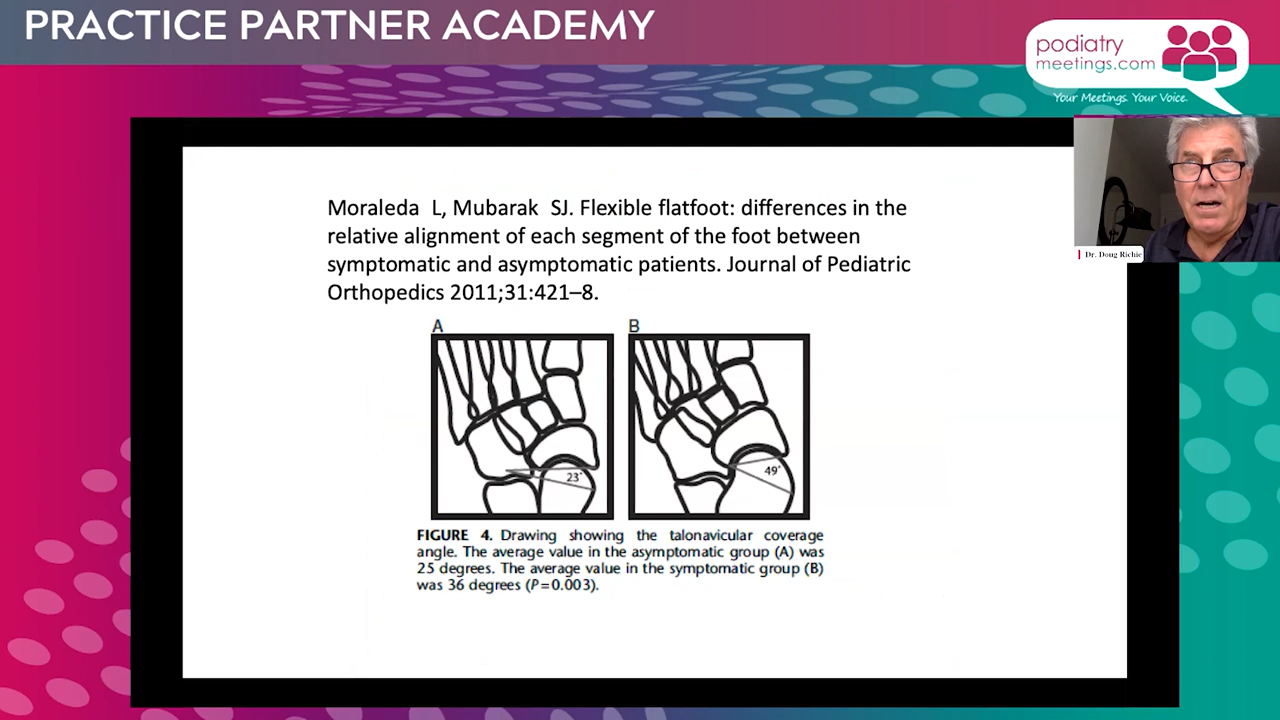 PRACTICE PARTNER ACADEMY
podiatry
meetings.com
Your Meetings. Your Voice.
Dr. Doug Richie
Moraleda L, Mubarak SJ. Flexible flatfoot: differences in the
relative alignment of each segment of the foot between
symptomatic and asymptomatic patients. Journal of Pediatric
Orthopedics 2011;31:421–8.
A
B
23°
49°
FIGURE 4. Drawing showing the talonavicular coverage
angle. The average value in the asymptomatic group (A) was
25 degrees. The average value in the symptomatic group (B)
was 36 degrees (P=0.003).